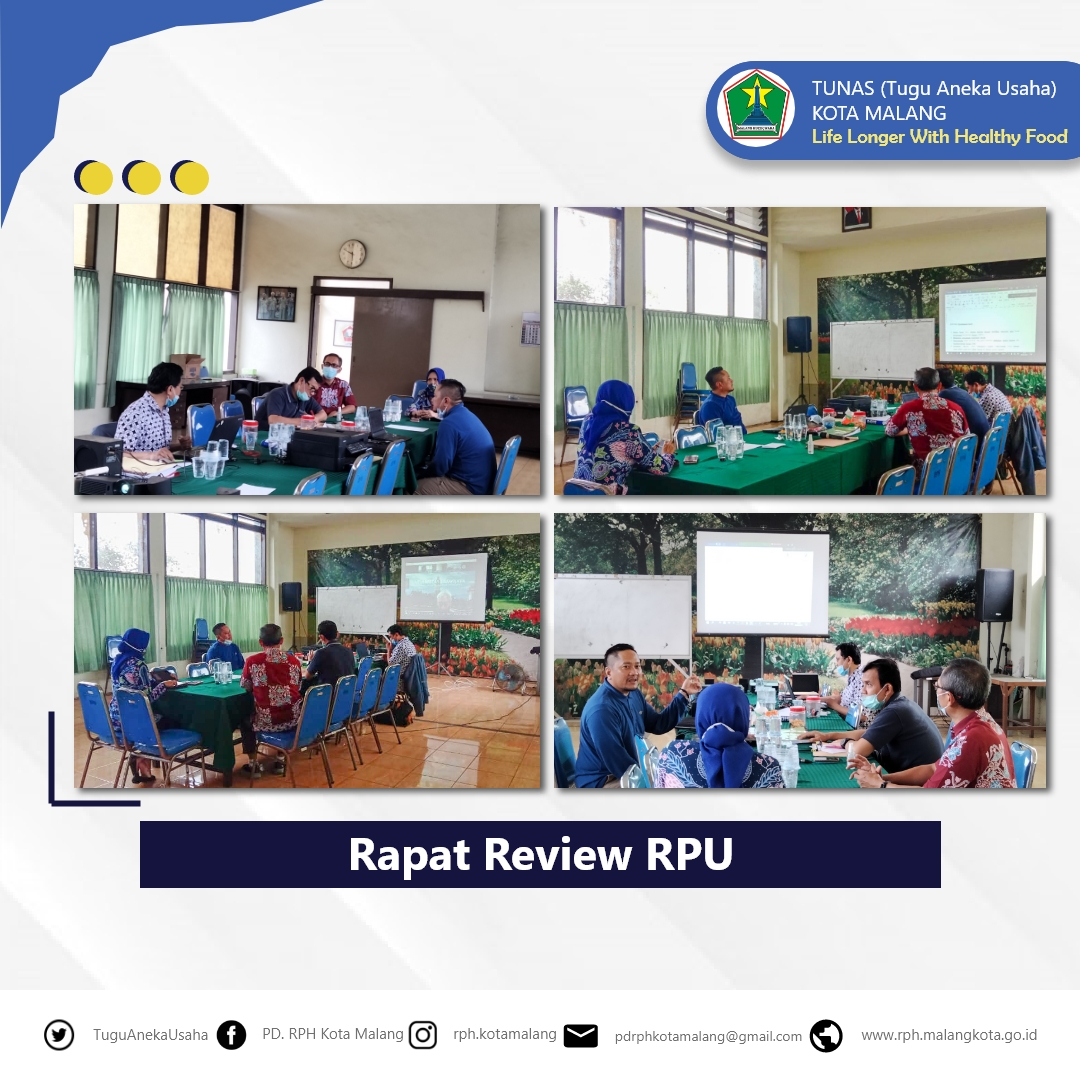 TUNAS (Tugu Aneka Usaha)
KOTA MALANG
Life Longer With Healthy Food
Rapat Review RPU
TuguAnekaUsaha
PD. RPH Kota Malang
rph.kotamalang
pdrphkotamalang@gmail.com
www.rph.malangkota.go.id